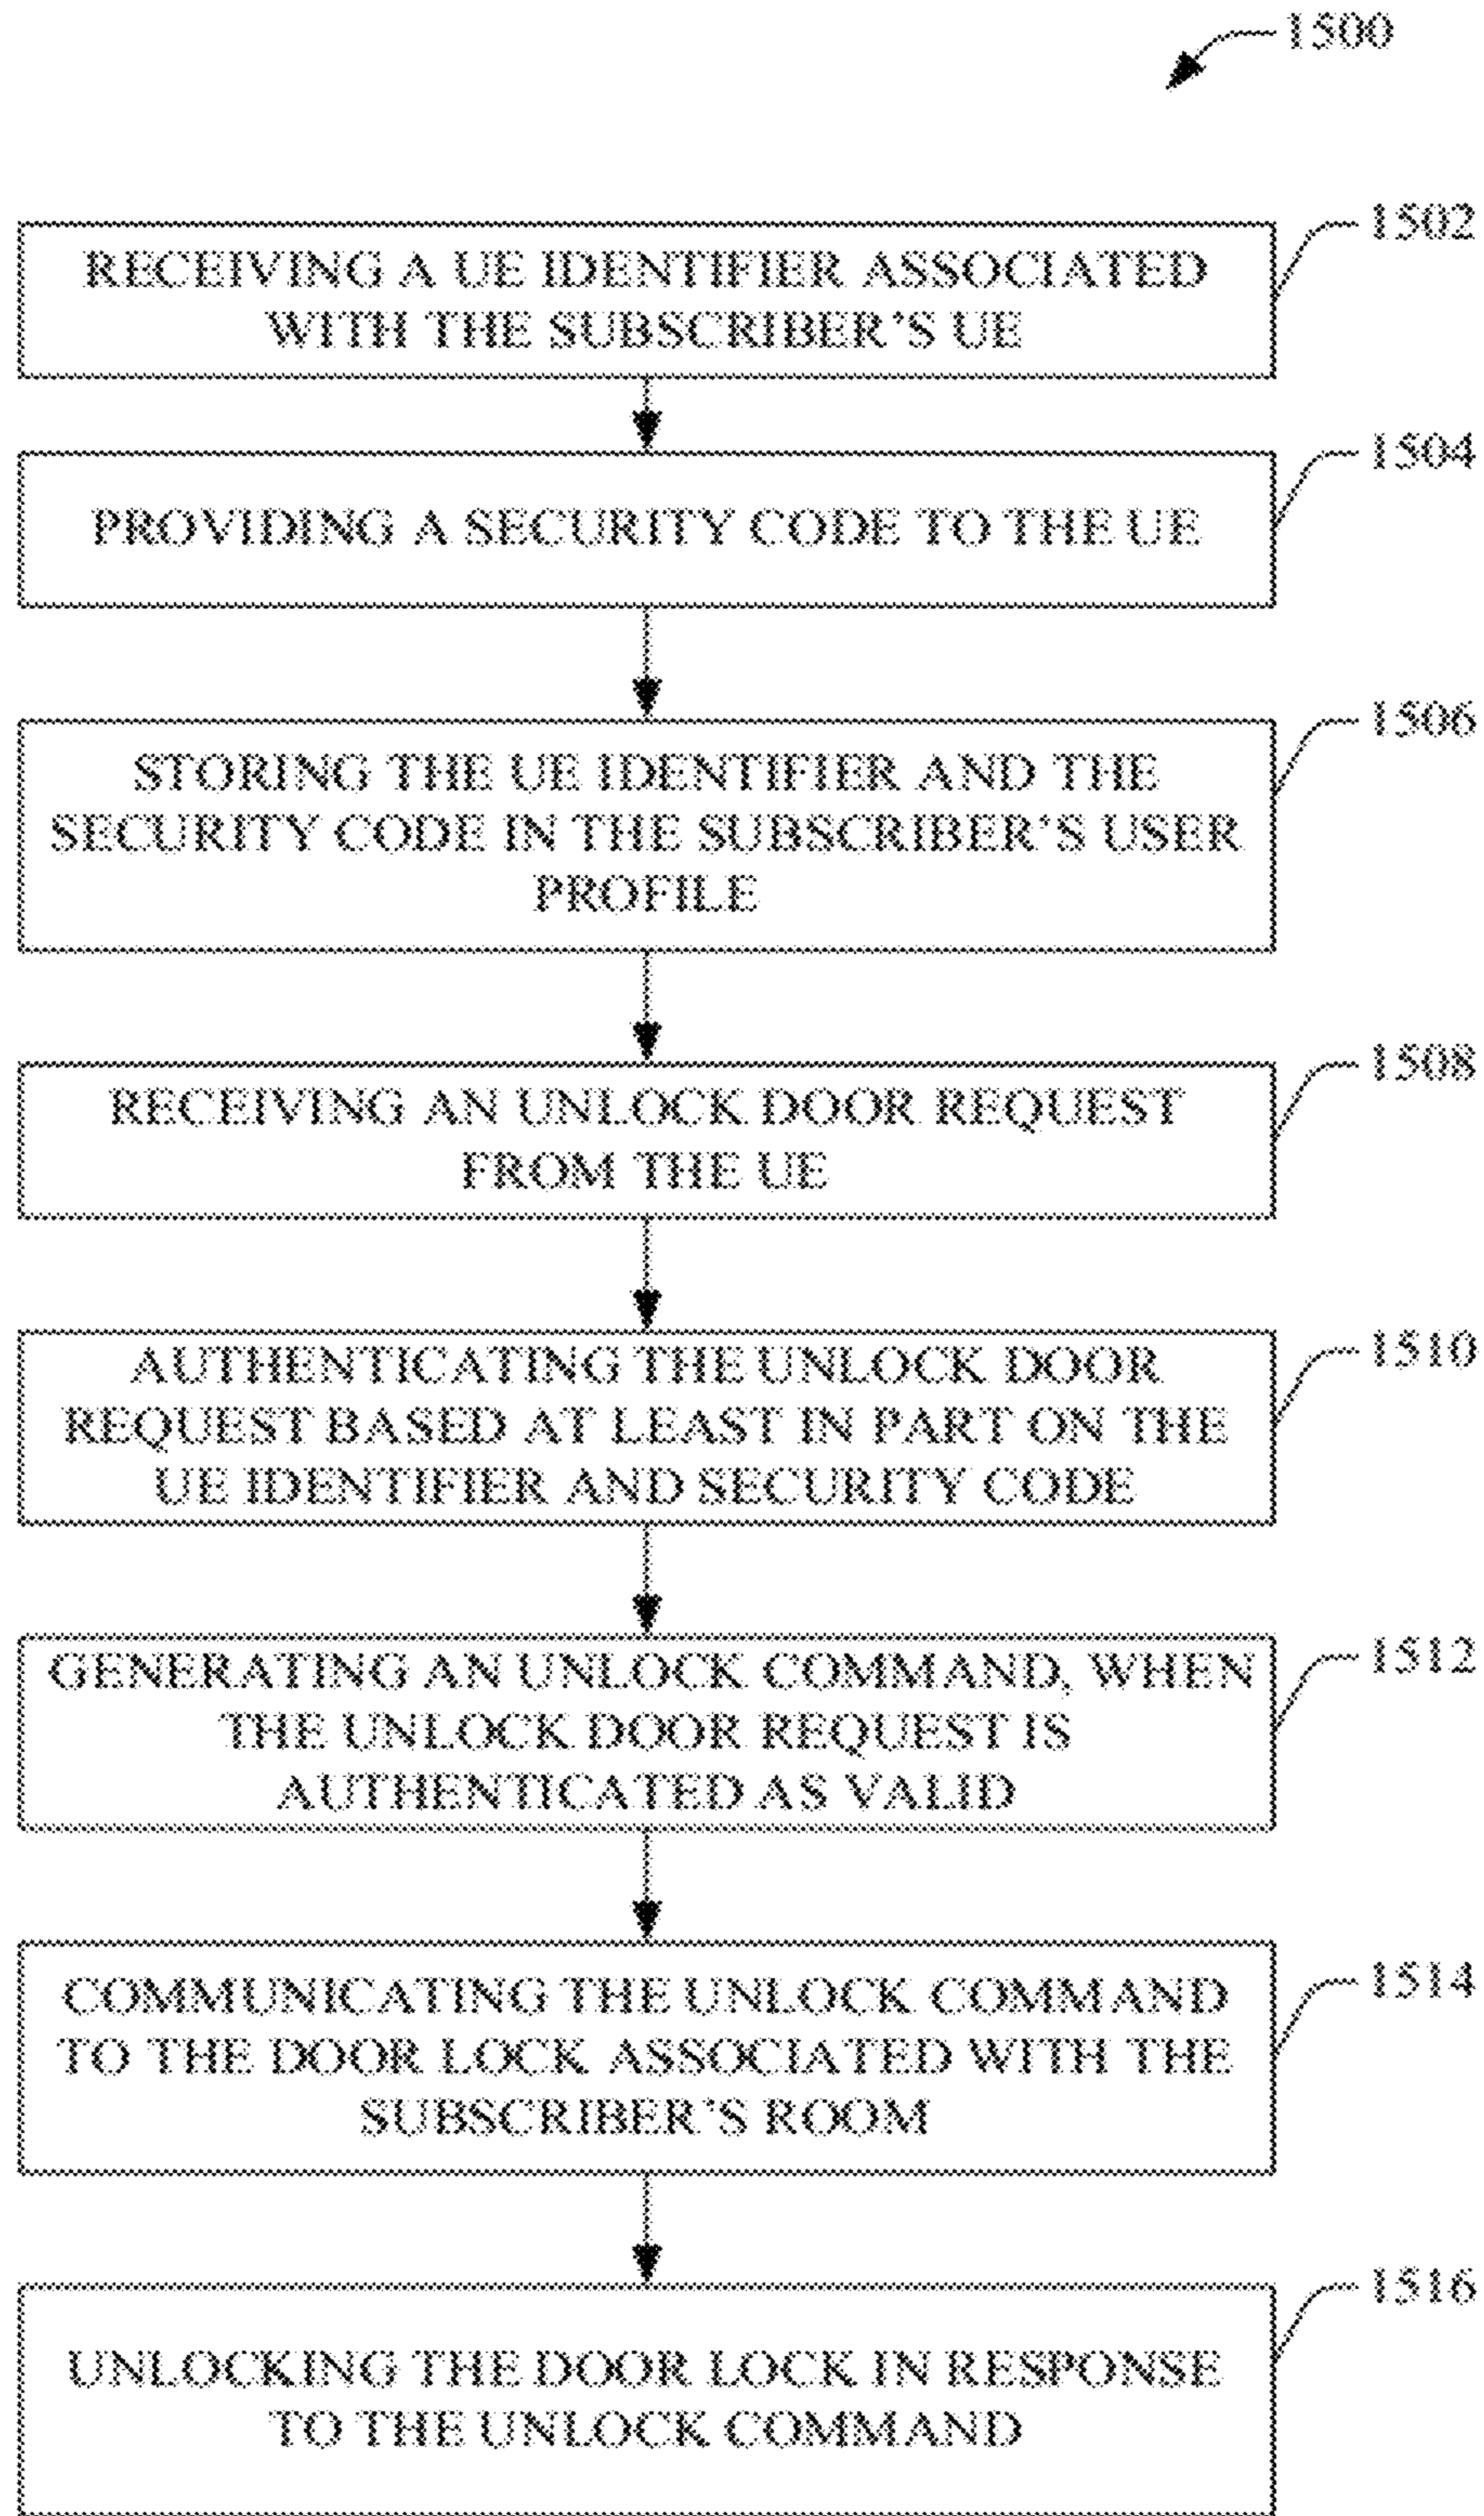 1500
1502
RECEIVING A UE IDENTIFIER ASSOCIATED
WITH THE SUBSCRIBER'S UE
1504
PROVIDING A SECURITY CODE TO THE UE
1506
STORING THE UE IDENTIFIER AND THE
SECURITY CODE IN THE SUBSCRIBER'S USER
PROFILE
1508
RECEIVING AN UNLOCK DOOR REQUEST
FROM THE UE
1510
AUTHENTICATING THE UNLOCK DOOR
REQUEST BASED AT LEAST IN PART ON THE
UE IDENTIFIER AND SECURITY CODE
1512
GENERATING AN UNLOCK COMMAND, WHEN
THE UNLOCK DOOR REQUEST IS
AUTHENTICATED AS VALID
1514
COMMUNICATING THE UNLOCK COMMAND
TO THE DOOR LOCK ASSOCIATED WITH THE
SUBSCRIBER'S ROOM
1516
UNLOCKING THE DOOR LOCK IN RESPONSE
TO THE UNLOCK COMMAND